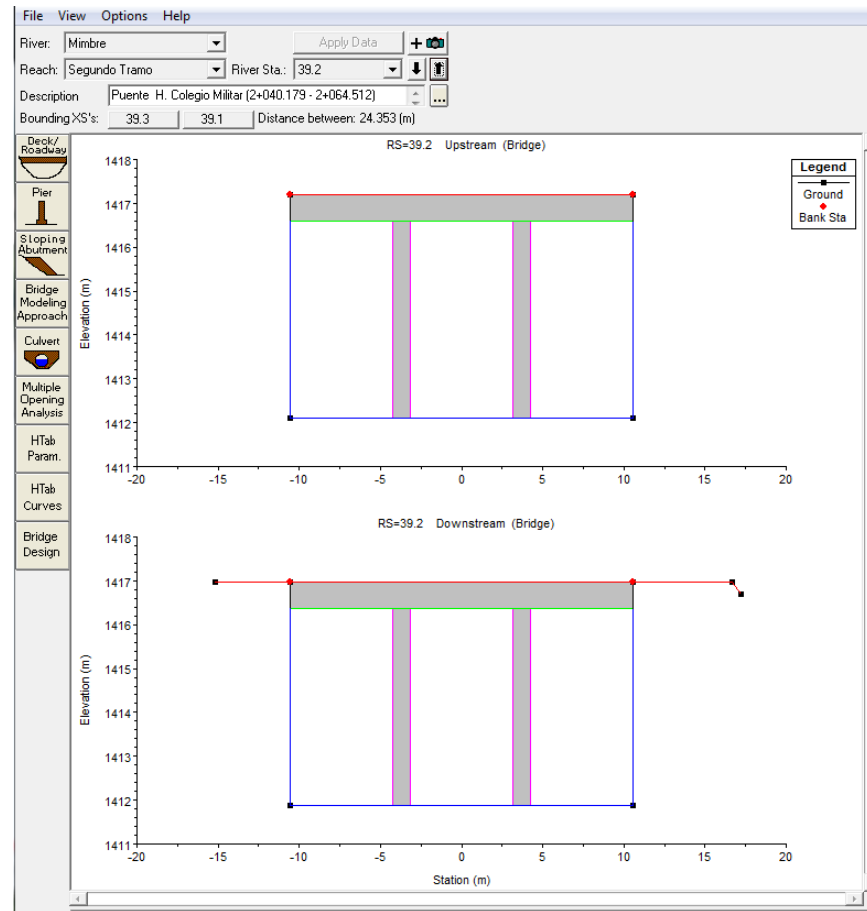 File View Options Help
River: Mimbre Apply Data
Reach: Segundo Tramo River Sta.: 39.2
Description Puente H. Colegio Militar (2+040.179 - 2+064.512) ...
Bounding XS's: 39.3 39.1 Distance between: 24.353 (m)
Deck/
Roadway
Pier
Sloping
Abutment
Bridge
Modeling
Approach
Culvert
Multiple
Opening
Analysis
HTab
Param.
HTab
Curves
Bridge
Design
RS=39.2 Upstream (Bridge)
1418
1417
1416
1415
1414
1413
1412
1411
Elevation (m)
-20 -15 -10 -5 0 5 10 15 20
Legend
Ground
Bank Sta
RS=39.2 Downstream (Bridge)
1418
1417
1416
1415
1414
1413
1412
1411
Elevation (m)
-20 -15 -10 -5 0 5 10 15 20
Station (m)